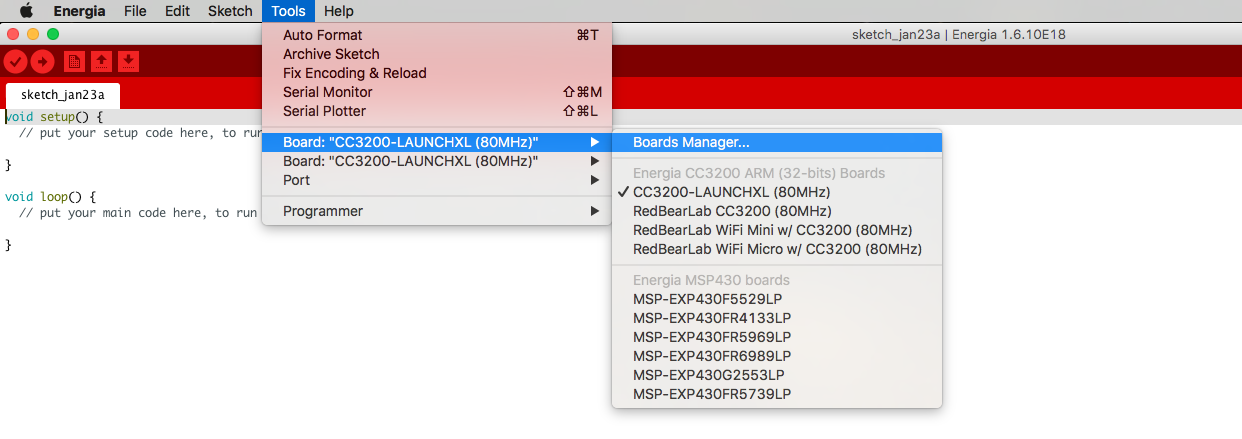 Energia File Edit Sketch Tools Help
sketch_jan23a | Energia 1.6.10E18
sketch_jan23a
void setup() {
// put your setup code here, to run
}
void loop() {
// put your main code here, to run
}
Auto Format ⌘T
Archive Sketch
Fix Encoding & Reload
Serial Monitor ⇧⌘M
Serial Plotter ⇧⌘L
Board: "CC3200-LAUNCHXL (80MHz)"
Board: "CC3200-LAUNCHXL (80MHz)"
Port
Programmer
Boards Manager...
Energia CC3200 ARM (32-bits) Boards
✓ CC3200-LAUNCHXL (80MHz)
RedBearLab CC3200 (80MHz)
RedBearLab WiFi Mini w/ CC3200 (80MHz)
RedBearLab WiFi Micro w/ CC3200 (80MHz)
Energia MSP430 boards
MSP-EXP430F5529LP
MSP-EXP430FR4133LP
MSP-EXP430FR5969LP
MSP-EXP430FR6989LP
MSP-EXP430G2553LP
MSP-EXP430FR5739LP